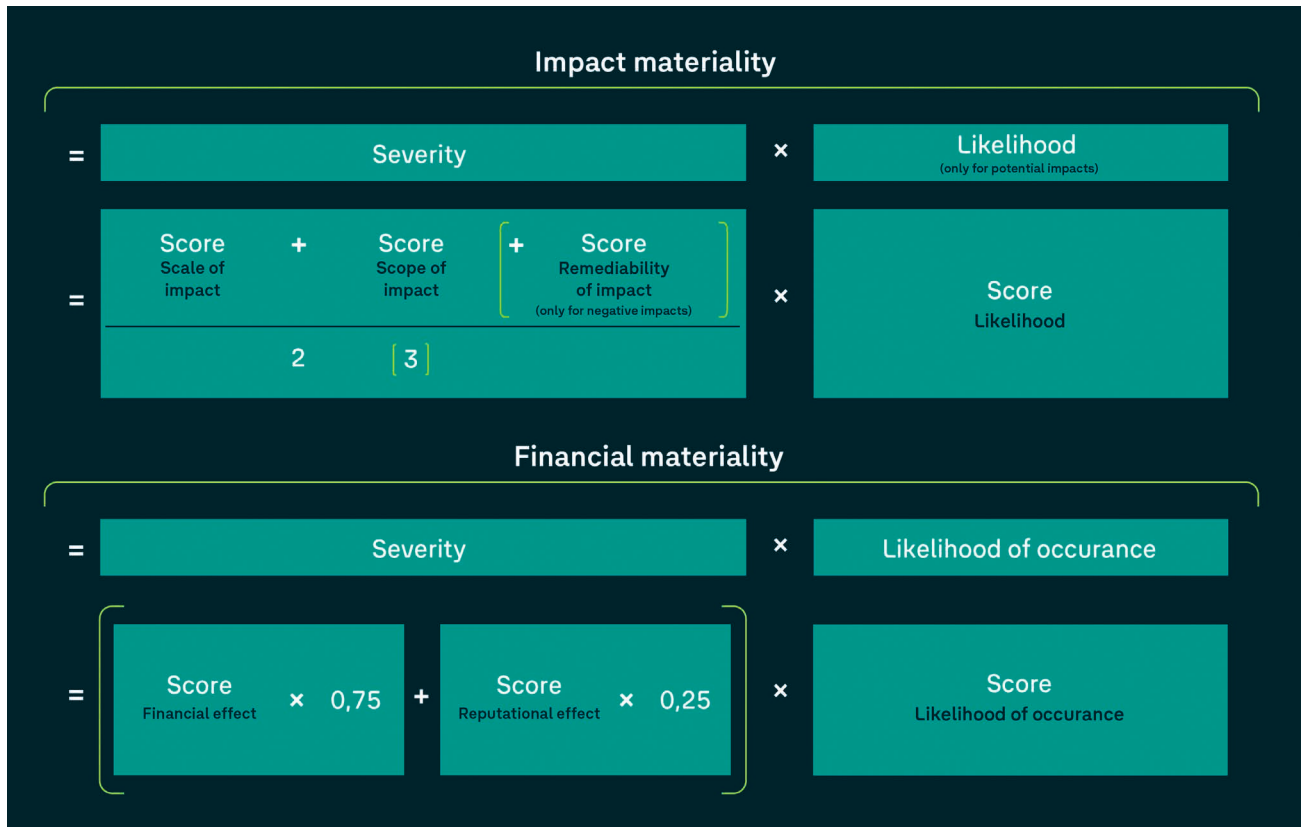 Impact materiality
= Severity × Likelihood
(only for potential impacts)
Score + Score [+ Score]
Scale of Scope of Remediability
impact impact of impact
(only for negative impacts)
= × Score
Likelihood
2 [3]
Financial materiality
= Severity × Likelihood of occurance
= [Score × 0,75 + Score × 0,25] × Score
Financial effect Reputational effect Likelihood of occurance